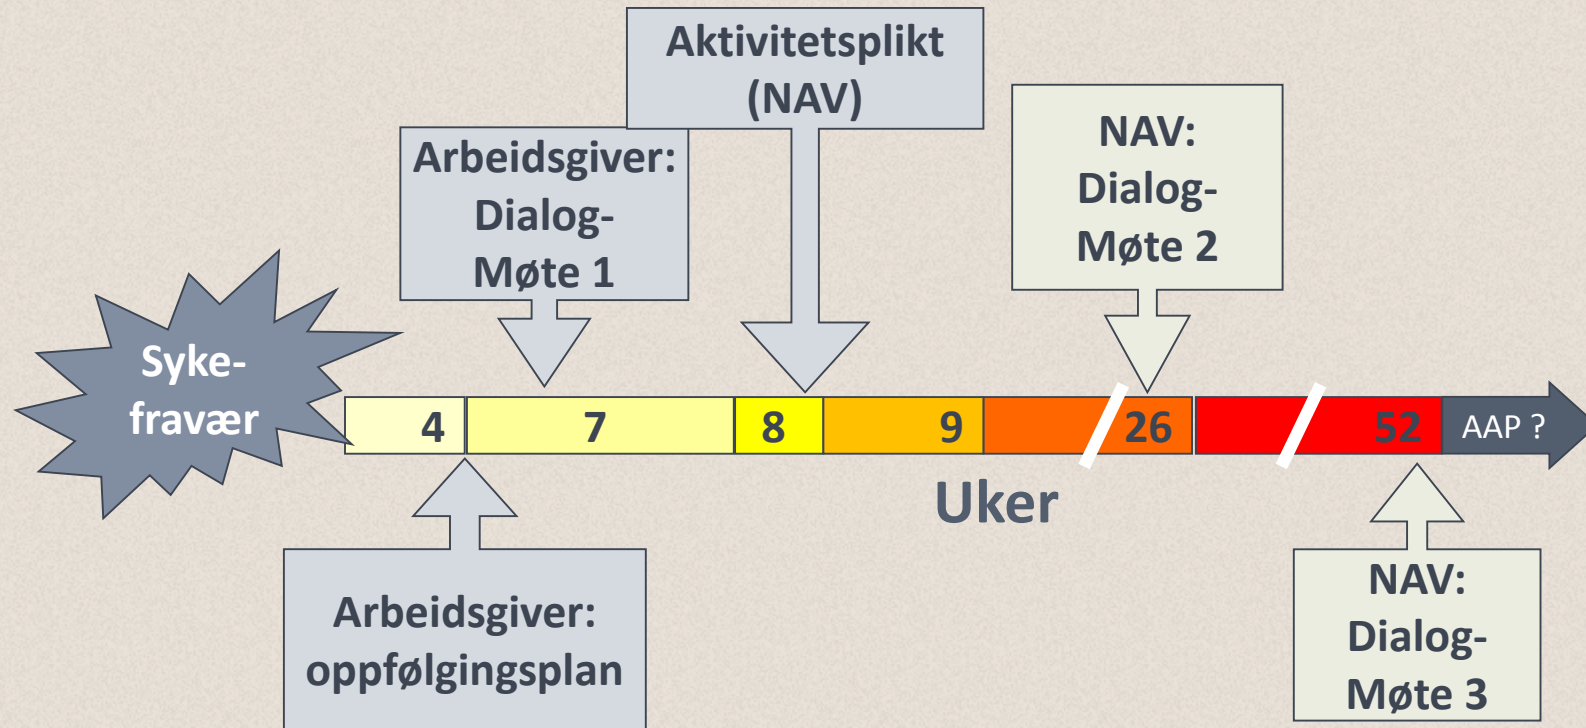 Aktivitetsplikt
(NAV)
Arbeidsgiver:
Dialog-
Møte 1
NAV:
Dialog-
Møte 2
Syke-
fravær
4 7 8 9 26 52 AAP ?
Uker
Arbeidsgiver:
oppfølgingsplan
NAV:
Dialog-
Møte 3